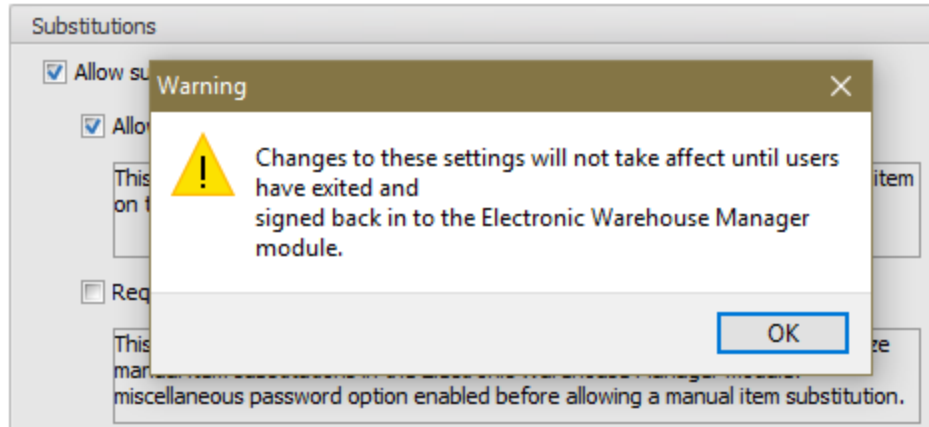 Substitutions
Allow su
Warning
Allo
Changes to these settings will not take affect until users
have exited and
signed back in to the Electronic Warehouse Manager
module.
This
item
on t
Req
OK
This
ze
miscellaneous password option enabled before allowing a manual item substitution.